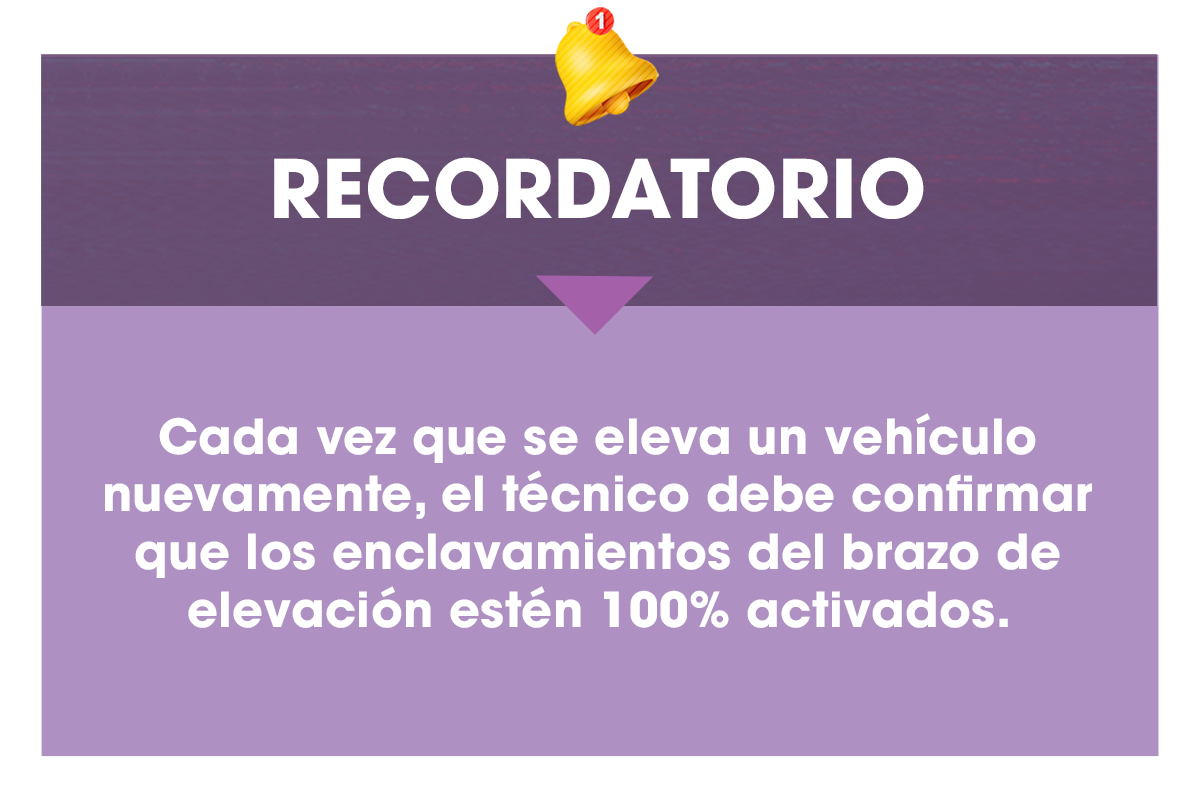 1
RECORDATORIO
Cada vez que se eleva un vehículo
nuevamente, el técnico debe confirmar
que los enclavamientos del brazo de
elevación estén 100% activados.